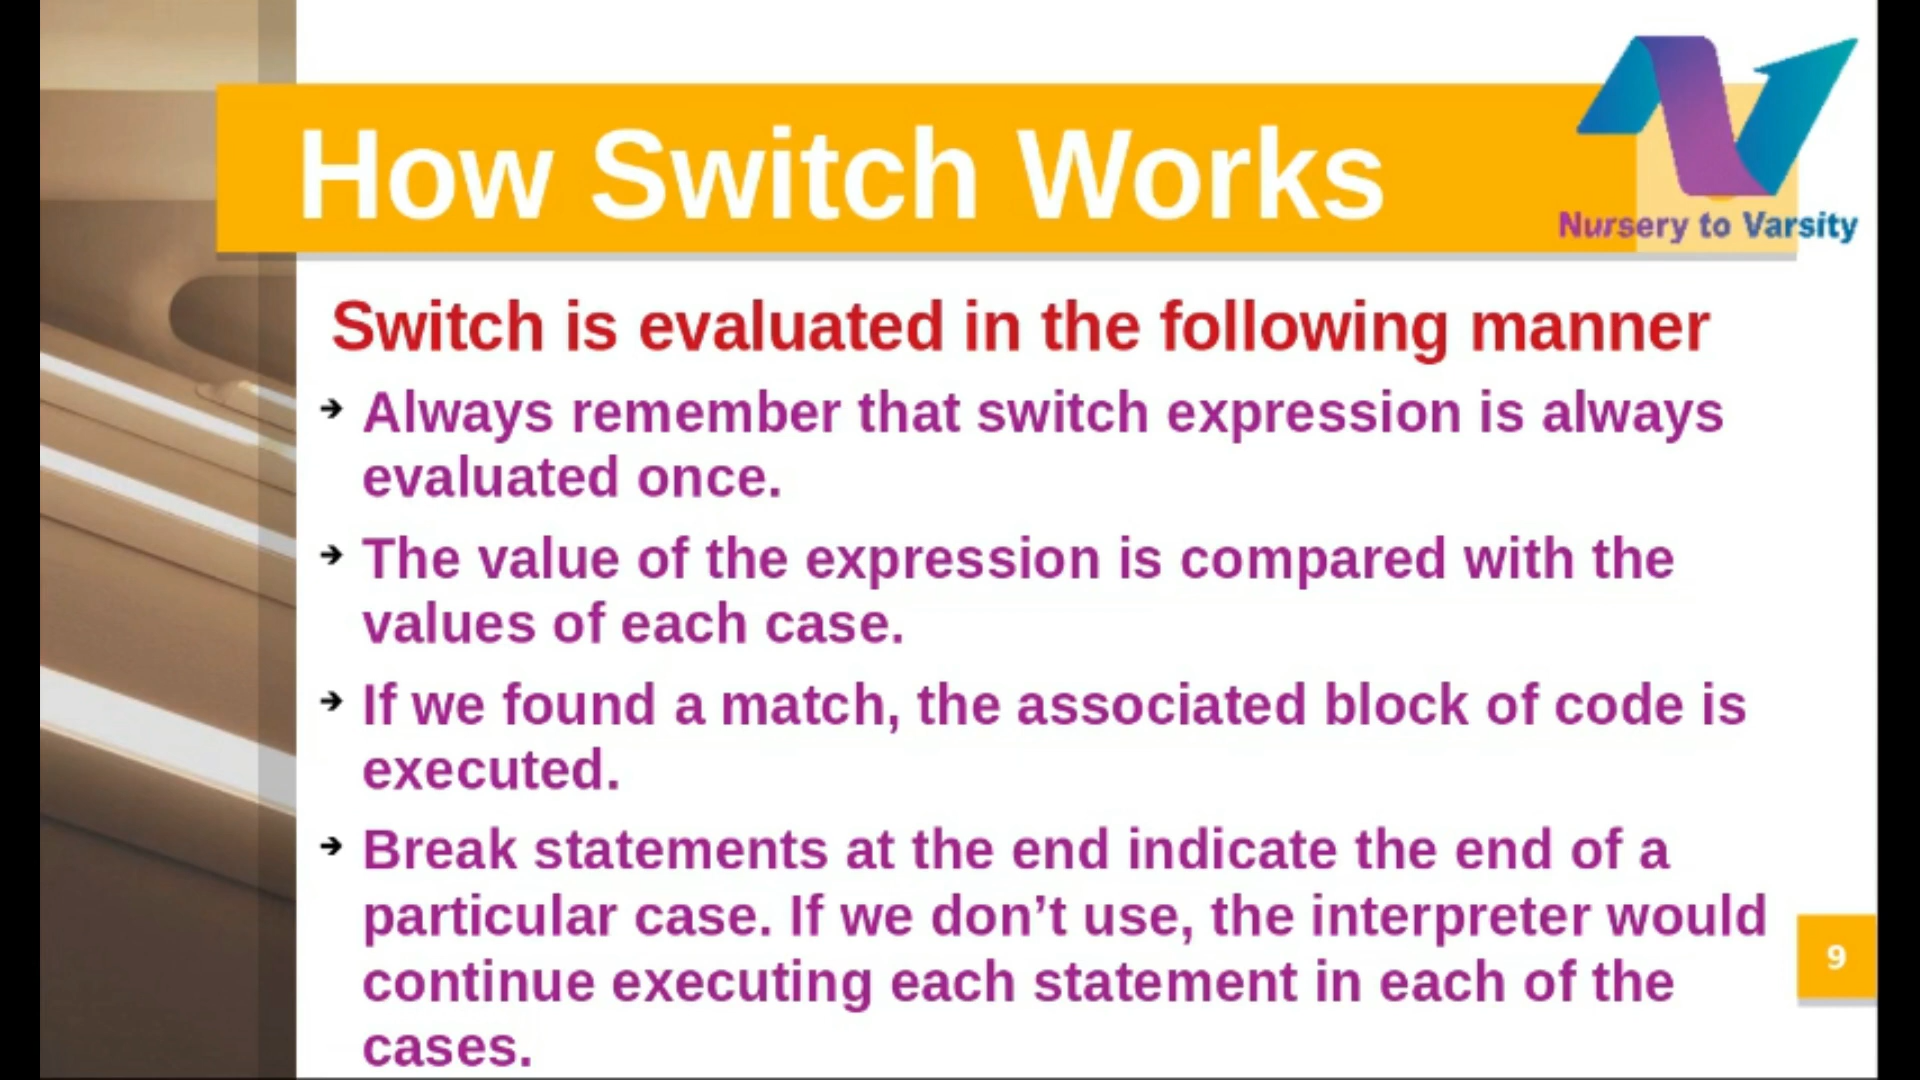 How Switch Works
Nursery to Varsity
Switch is evaluated in the following manner
➔ Always remember that switch expression is always
evaluated once.
➔ The value of the expression is compared with the
values of each case.
➔ If we found a match, the associated block of code is
executed.
➔ Break statements at the end indicate the end of a
particular case. If we don’t use, the interpreter would
continue executing each statement in each of the
cases.
9